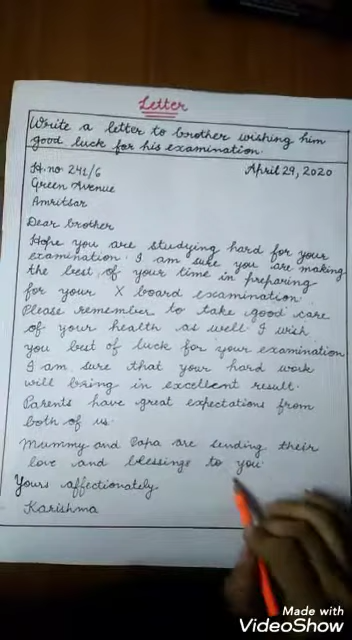 Letter
Write a letter to brother wishing him
good luck for his examination.
H.no 241/6
April 29, 2020
Green Avenue
Amritsar
Dear brother
Hope you are studying hard for your
examination. I am sure you are making
the best of your time in preparing
for your X board examination.
Please remember to take good care
of your health as well. I wish
you best of luck for your examination
I am sure that your hard work
will bring in excellent result.
Parents have great expectations from
both of us.
Mummy and Papa are sending their
love and blessings to you.
Yours affectionately
Karishma
Made with
VideoShow